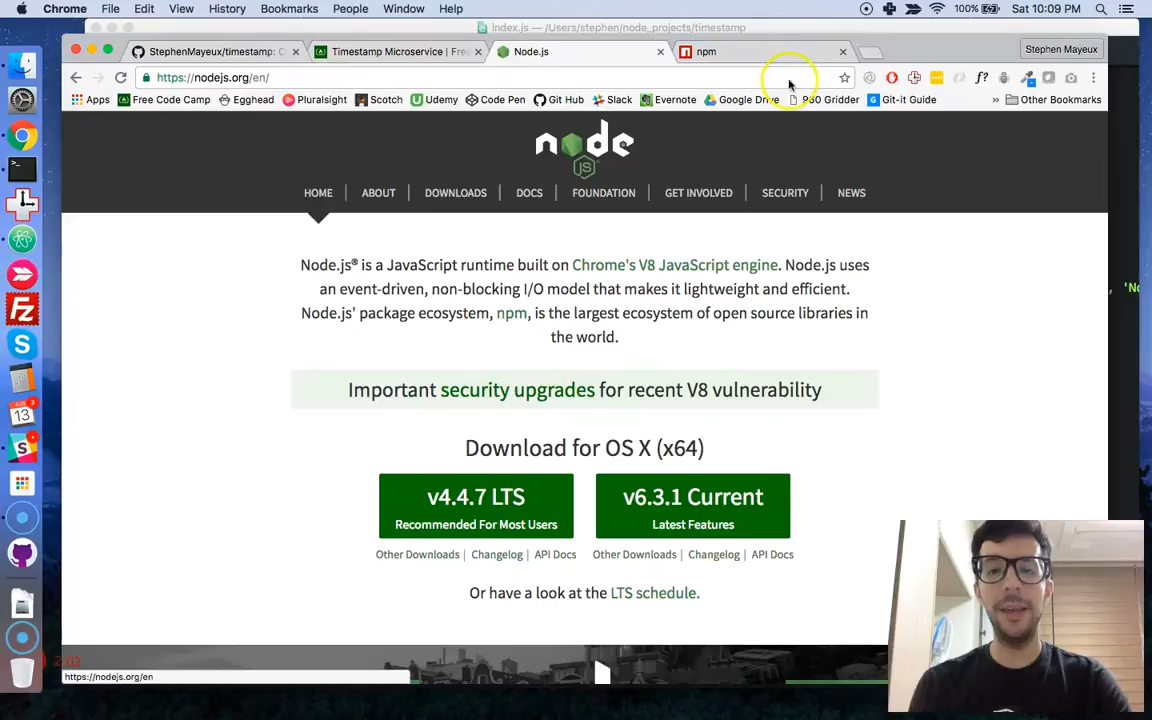 Chrome File Edit View History Bookmarks People Window Help 100% Sat 10:09 PM
index.js — /Users/stephen/node_projects/timestamp
StephenMayeux/timestamp: C Timestamp Microservice | Free Node.js npm Stephen Mayeux
https://nodejs.org/en/ f?
Apps Free Code Camp Egghead Pluralsight Scotch Udemy Code Pen Git Hub Slack Evernote Google Drive 960 Gridder Git-it Guide » Other Bookmarks
node
JS
HOME ABOUT DOWNLOADS DOCS FOUNDATION GET INVOLVED SECURITY NEWS
Node.js® is a JavaScript runtime built on Chrome's V8 JavaScript engine. Node.js uses
an event-driven, non-blocking I/O model that makes it lightweight and efficient.
Node.js' package ecosystem, npm, is the largest ecosystem of open source libraries in
the world.
Important security upgrades for recent V8 vulnerability
Download for OS X (x64)
v4.4.7 LTS v6.3.1 Current
Recommended For Most Users Latest Features
Other Downloads | Changelog | API Docs Other Downloads | Changelog | API Docs
Or have a look at the LTS schedule.
https://nodejs.org/en
AUG
13